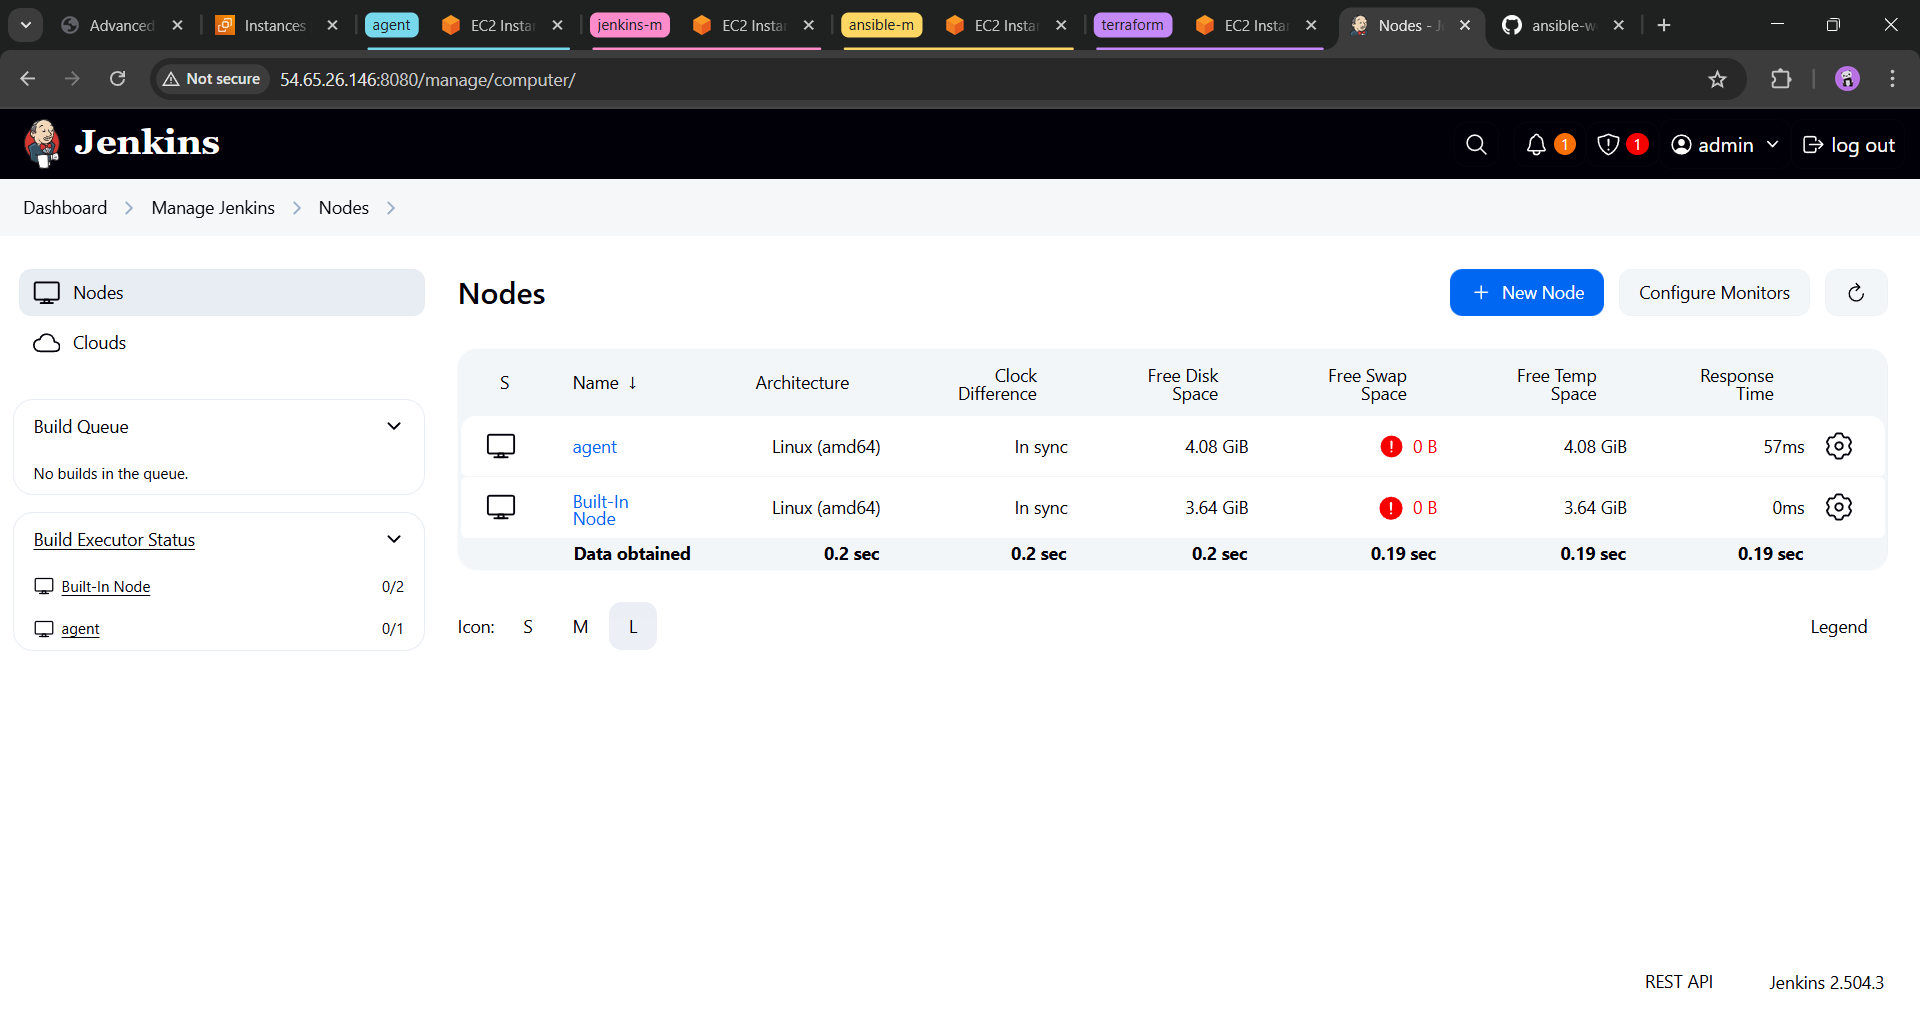 Advanced
Instances
agent
EC2 Insta
jenkins-m
EC2 Insta
ansible-m
EC2 Insta
terraform
EC2 Insta
Nodes - J
ansible-w
Not secure
54.65.26.146:8080/manage/computer/
Jenkins
1
1
admin
log out
Dashboard
Manage Jenkins
Nodes
Nodes
Clouds
Build Queue
No builds in the queue.
Build Executor Status
Built-In Node 0/2
agent 0/1
Nodes
+ New Node
Configure Monitors
S Name ↓ Architecture Clock Difference Free Disk Space Free Swap Space Free Temp Space Response Time
agent Linux (amd64) In sync 4.08 GiB 0 B 4.08 GiB 57ms
Built-In Node Linux (amd64) In sync 3.64 GiB 0 B 3.64 GiB 0ms
Data obtained 0.2 sec 0.2 sec 0.2 sec 0.19 sec 0.19 sec 0.19 sec
Icon: S M L
Legend
REST API
Jenkins 2.504.3